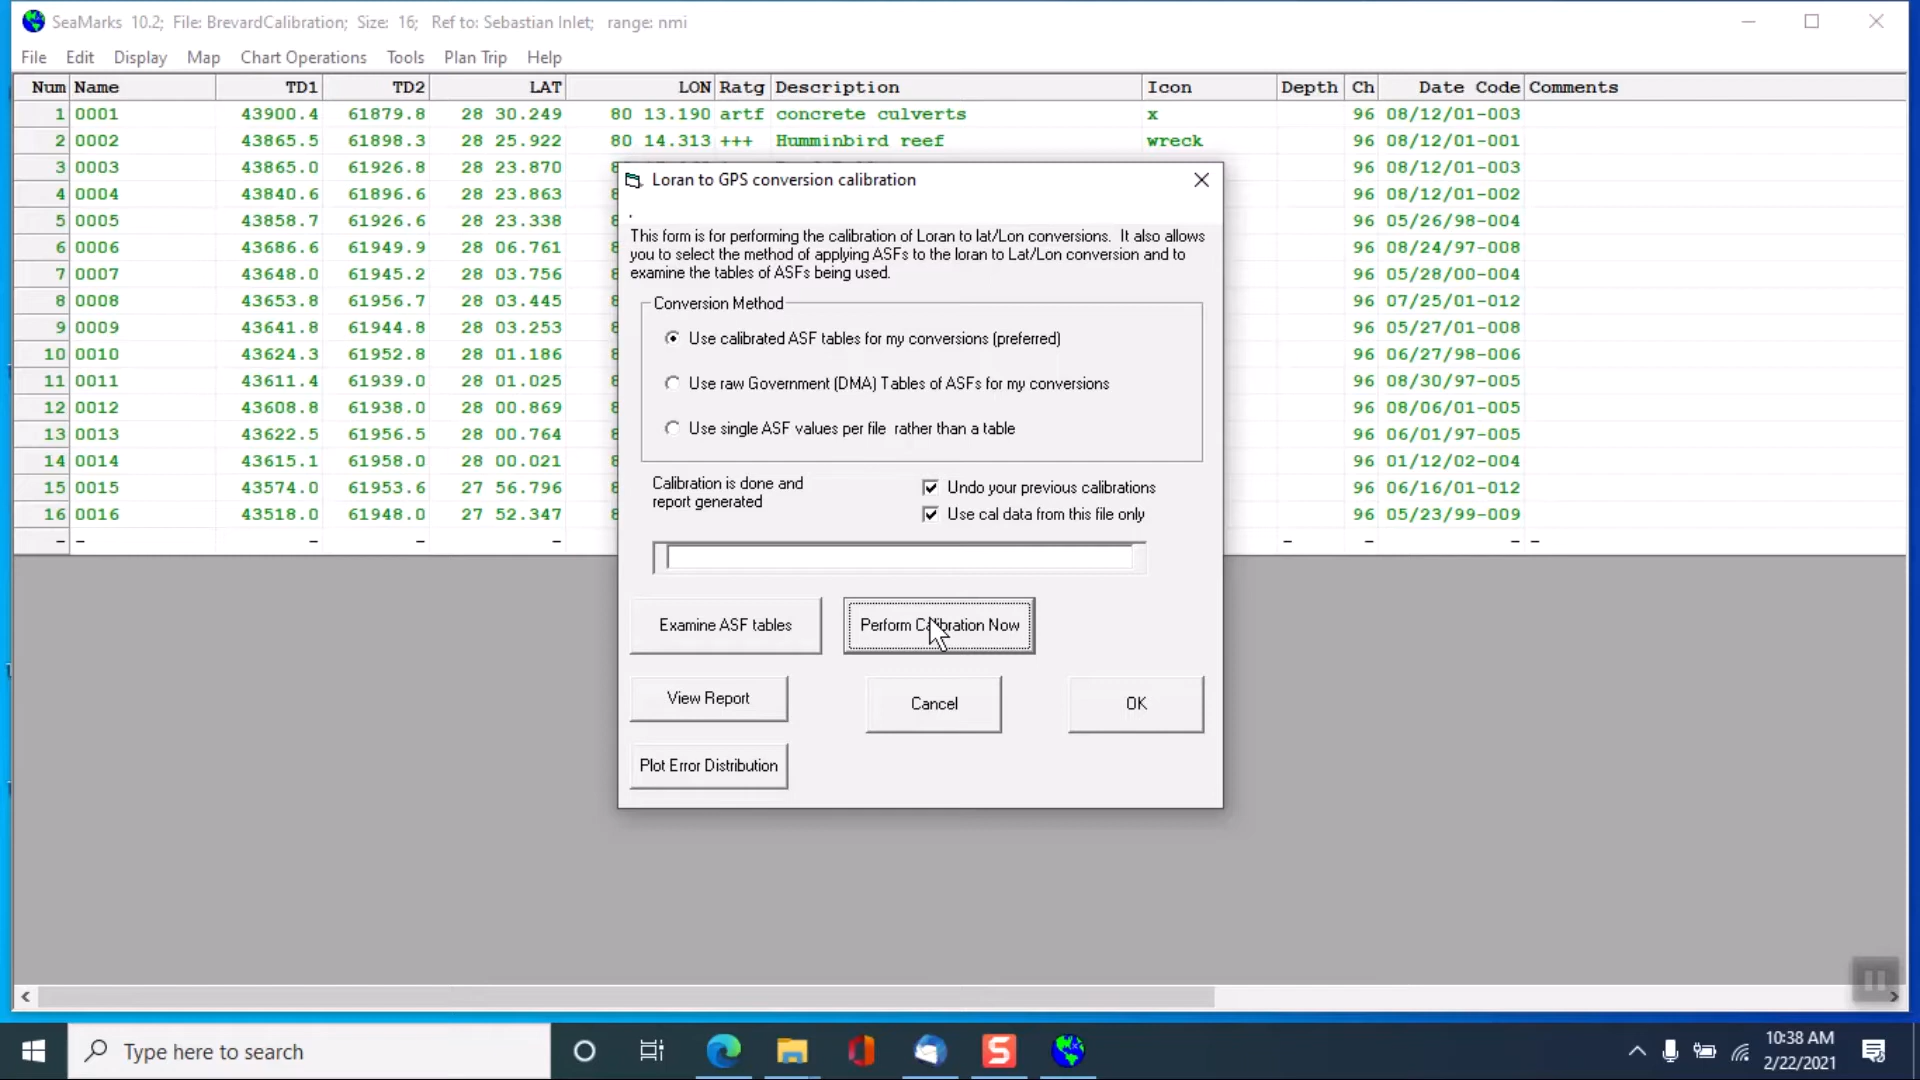 SeaMarks 10.2; File: BrevardCalibration; Size: 16; Ref to: Sebastian Inlet; range: nmi
File Edit Display Map Chart Operations Tools Plan Trip Help
Num Name TD1 TD2 LAT LON Ratg Description Icon Depth Ch Date Code Comments
1 0001 43900.4 61879.8 28 30.249 80 13.190 artf concrete culverts x 96 08/12/01-003
2 0002 43865.5 61898.3 28 25.922 80 14.313 +++ Humminbird reef wreck 96 08/12/01-001
3 0003 43865.0 61926.8 28 23.870 96 08/12/01-003
4 0004 43840.6 61896.6 28 23.863 96 08/12/01-002
5 0005 43858.7 61926.6 28 23.338 96 05/26/98-004
6 0006 43686.6 61949.9 28 06.761 96 08/24/97-008
7 0007 43648.0 61945.2 28 03.756 96 05/28/00-004
8 0008 43653.8 61956.7 28 03.445 96 07/25/01-012
9 0009 43641.8 61944.8 28 03.253 96 05/27/01-008
10 0010 43624.3 61952.8 28 01.186 96 06/27/98-006
11 0011 43611.4 61939.0 28 01.025 96 08/30/97-005
12 0012 43608.8 61938.0 28 00.869 96 08/06/01-005
13 0013 43622.5 61956.5 28 00.764 96 06/01/97-005
14 0014 43615.1 61958.0 28 00.021 96 01/12/02-004
15 0015 43574.0 61953.6 27 56.796 96 06/16/01-012
16 0016 43518.0 61948.0 27 52.347 96 05/23/99-009
- - - - - - - - -
Loran to GPS conversion calibration
.
This form is for performing the calibration of Loran to lat/Lon conversions. It also allows
you to select the method of applying ASFs to the loran to Lat/Lon conversion and to
examine the tables of ASFs being used.
Conversion Method
Use calibrated ASF tables for my conversions (preferred)
Use raw Government (DMA) Tables of ASFs for my conversions
Use single ASF values per file rather than a table
Calibration is done and
report generated
Undo your previous calibrations
Use cal data from this file only
Examine ASF tables
Perform Calibration Now
View Report
Cancel
OK
Plot Error Distribution
Type here to search
10:38 AM
2/22/2021